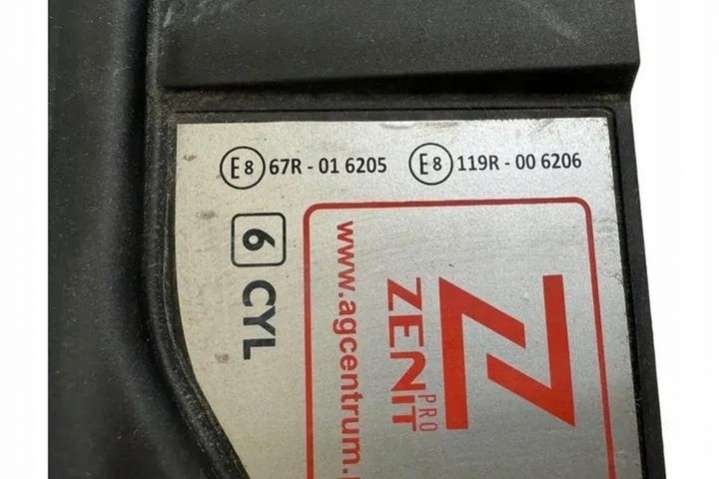 E8 67R - 01 6205 E8 119R - 00 6206
6 CYL
www.agcentrum.
ZENIT
PRO